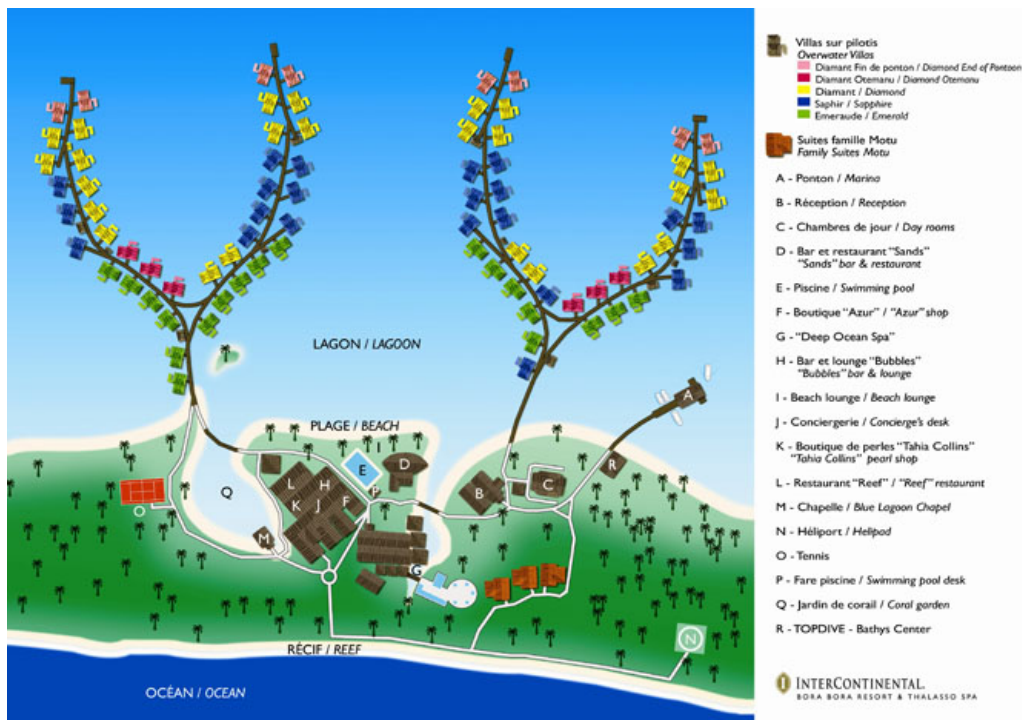 LAGON / LAGOON
PLAGE / BEACH
I
E
D
P
A
R
L
H
K
J
F
B
C
Q
M
O
G
N
RÉCIF / REEF
OCÉAN / OCEAN
Villas sur pilotis
Overwater Villas
Diamant Fin de ponton / Diamond End of Pontoon
Diamant Otemanu / Diamond Otemanu
Diamant / Diamond
Saphir / Sapphire
Emeraude / Emerald
Suites famille Motu
Family Suites Motu
A - Ponton / Marina
B - Réception / Reception
C - Chambres de jour / Day rooms
D - Bar et restaurant "Sands"
"Sands" bar & restaurant
E - Piscine / Swimming pool
F - Boutique "Azur" / "Azur" shop
G - "Deep Ocean Spa"
H - Bar et lounge "Bubbles"
"Bubbles" bar & lounge
I - Beach lounge / Beach lounge
J - Conciergerie / Concierge's desk
K - Boutique de perles "Tahia Collins"
"Tahia Collins" pearl shop
L - Restaurant "Reef" / "Reef" restaurant
M - Chapelle / Blue Lagoon Chapel
N - Héliport / Helipad
O - Tennis
P - Fare piscine / Swimming pool desk
Q - Jardin de corail / Coral garden
R - TOPDIVE - Bathys Center
INTERCONTINENTAL.
BORA BORA RESORT & THALASSO SPA